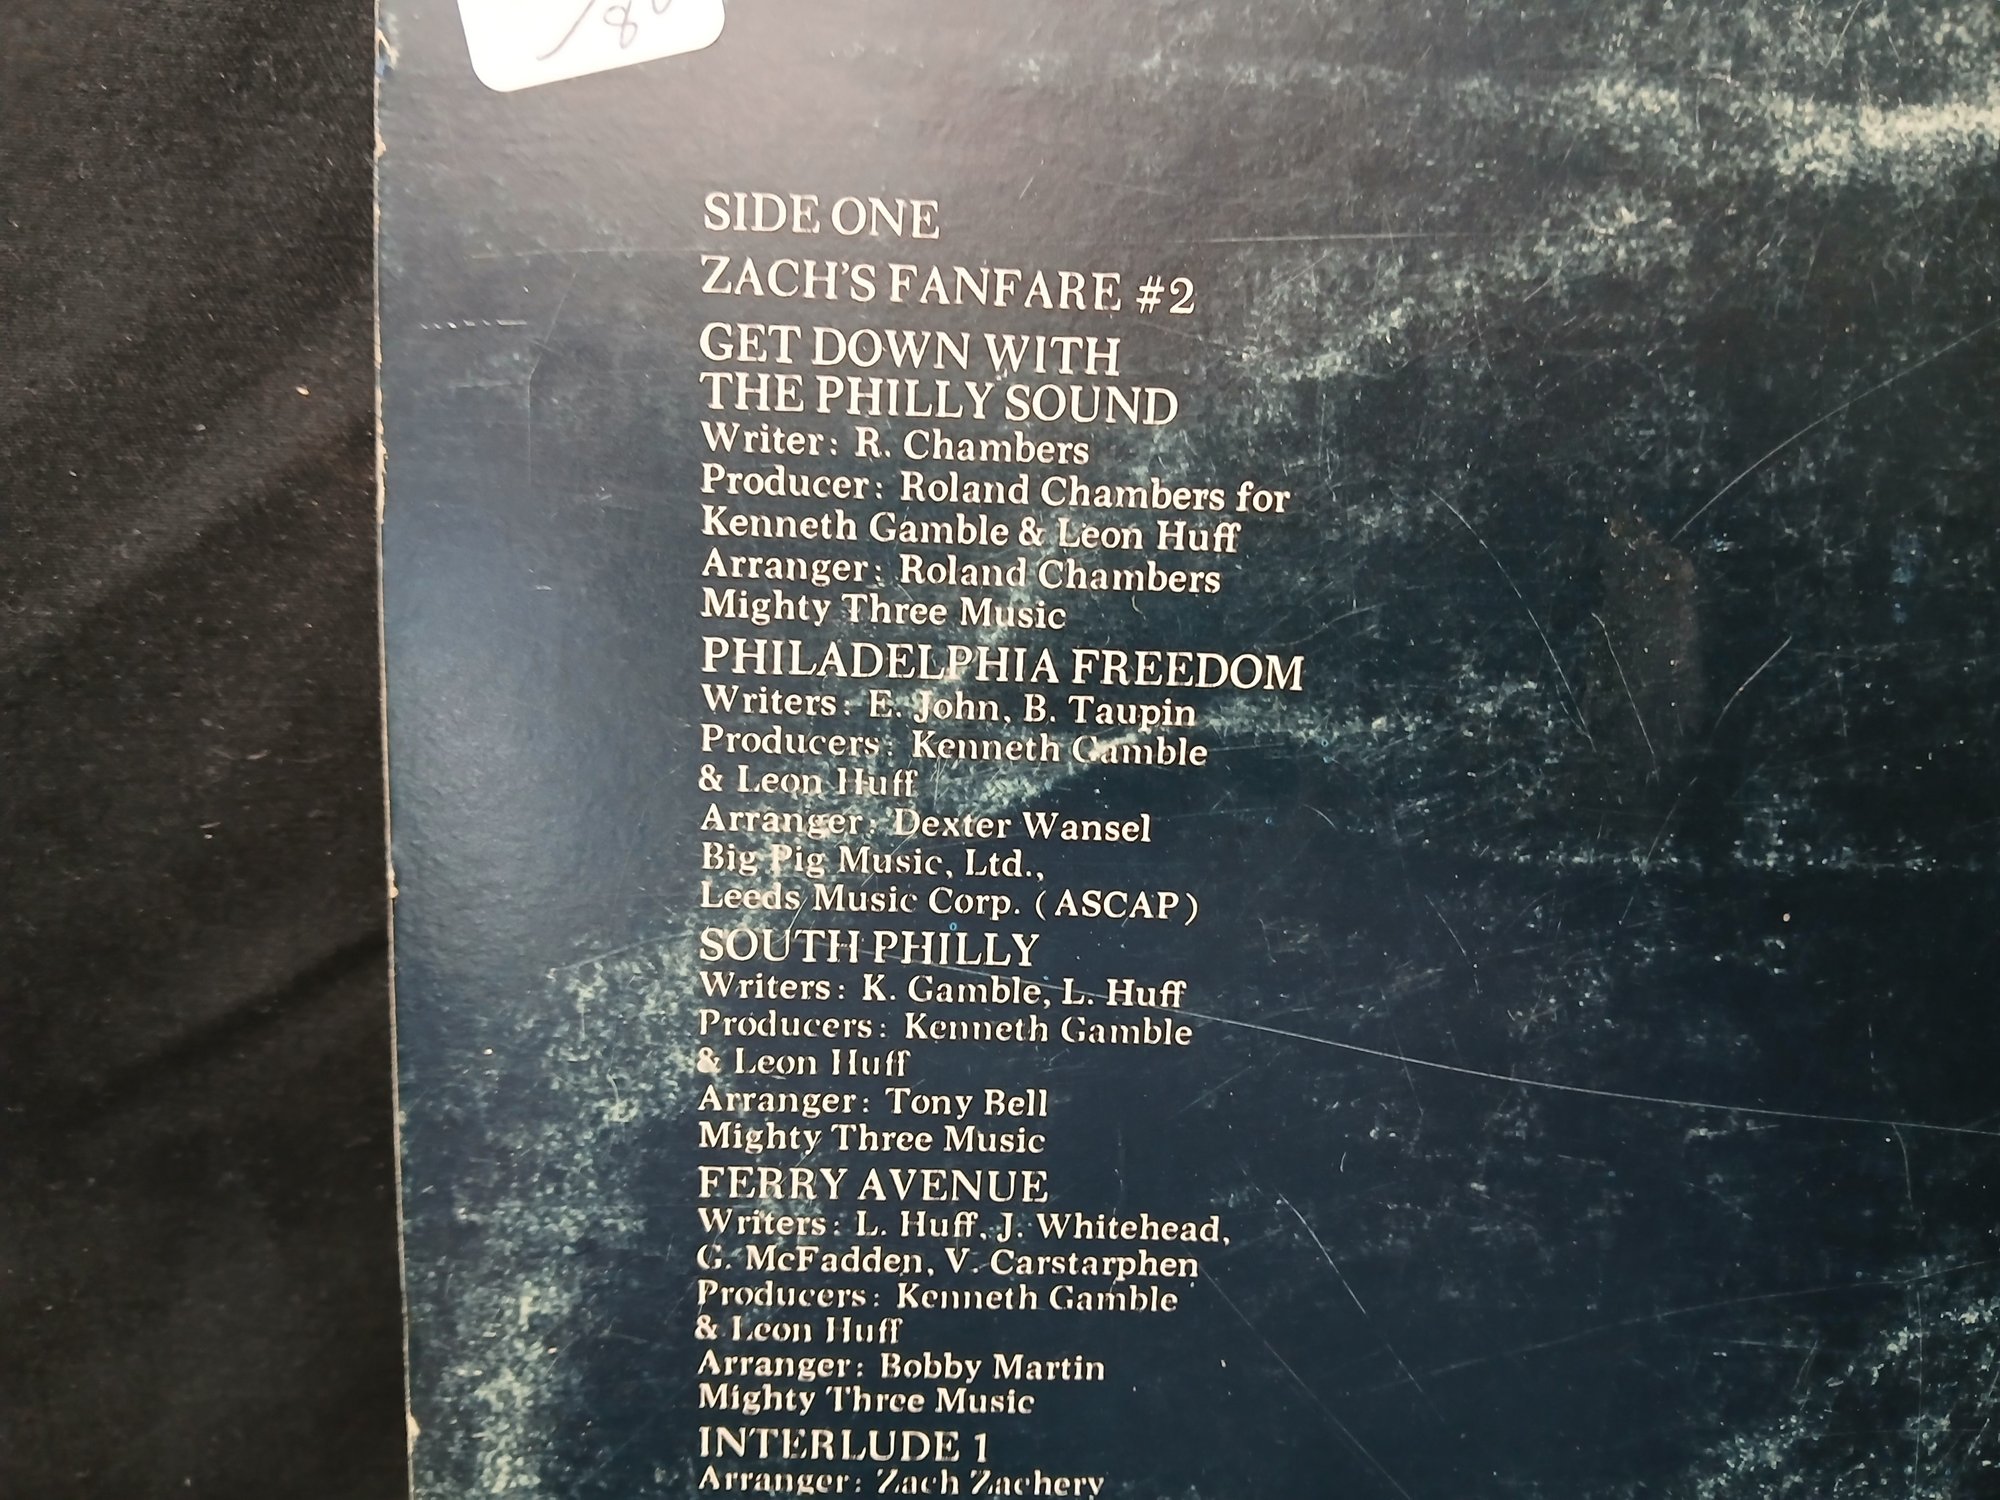 SIDE ONE
ZACH'S FANFARE #2
GET DOWN WITH
THE PHILLY SOUND
Writer: R. Chambers
Producer: Roland Chambers for
Kenneth Gamble & Leon Huff
Arranger: Roland Chambers
Mighty Three Music
PHILADELPHIA FREEDOM
Writers: E. John, B. Taupin
Producers: Kenneth Gamble
& Leon Huff
Arranger: Dexter Wansel
Big Pig Music, Ltd.,
Leeds Music Corp. (ASCAP)
SOUTH PHILLY
Writers: K. Gamble, L. Huff
Producers: Kenneth Gamble
& Leon Huff
Arranger: Tony Bell
Mighty Three Music
FERRY AVENUE
Writers: L. Huff, J. Whitehead,
G. McFadden, V. Carstarphen
Producers: Kenneth Gamble
& Leon Huff
Arranger: Bobby Martin
Mighty Three Music
INTERLUDE 1
Arranger: Zach Zachery